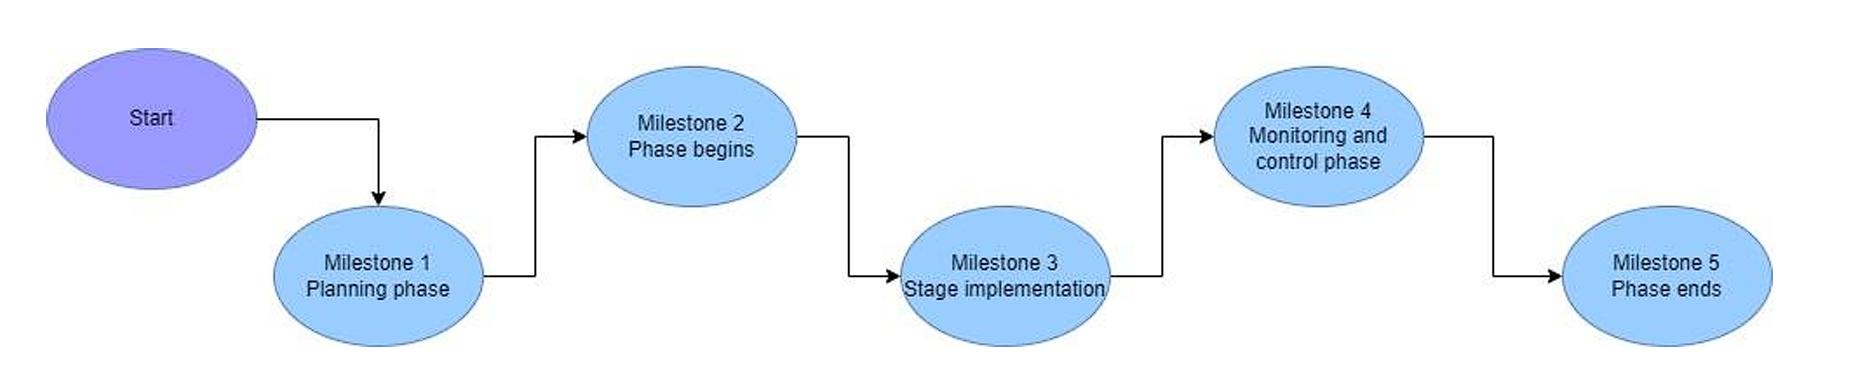 Start
Milestone 1
Planning phase
Milestone 2
Phase begins
Milestone 3
Stage implementation
Milestone 4
Monitoring and
control phase
Milestone 5
Phase ends